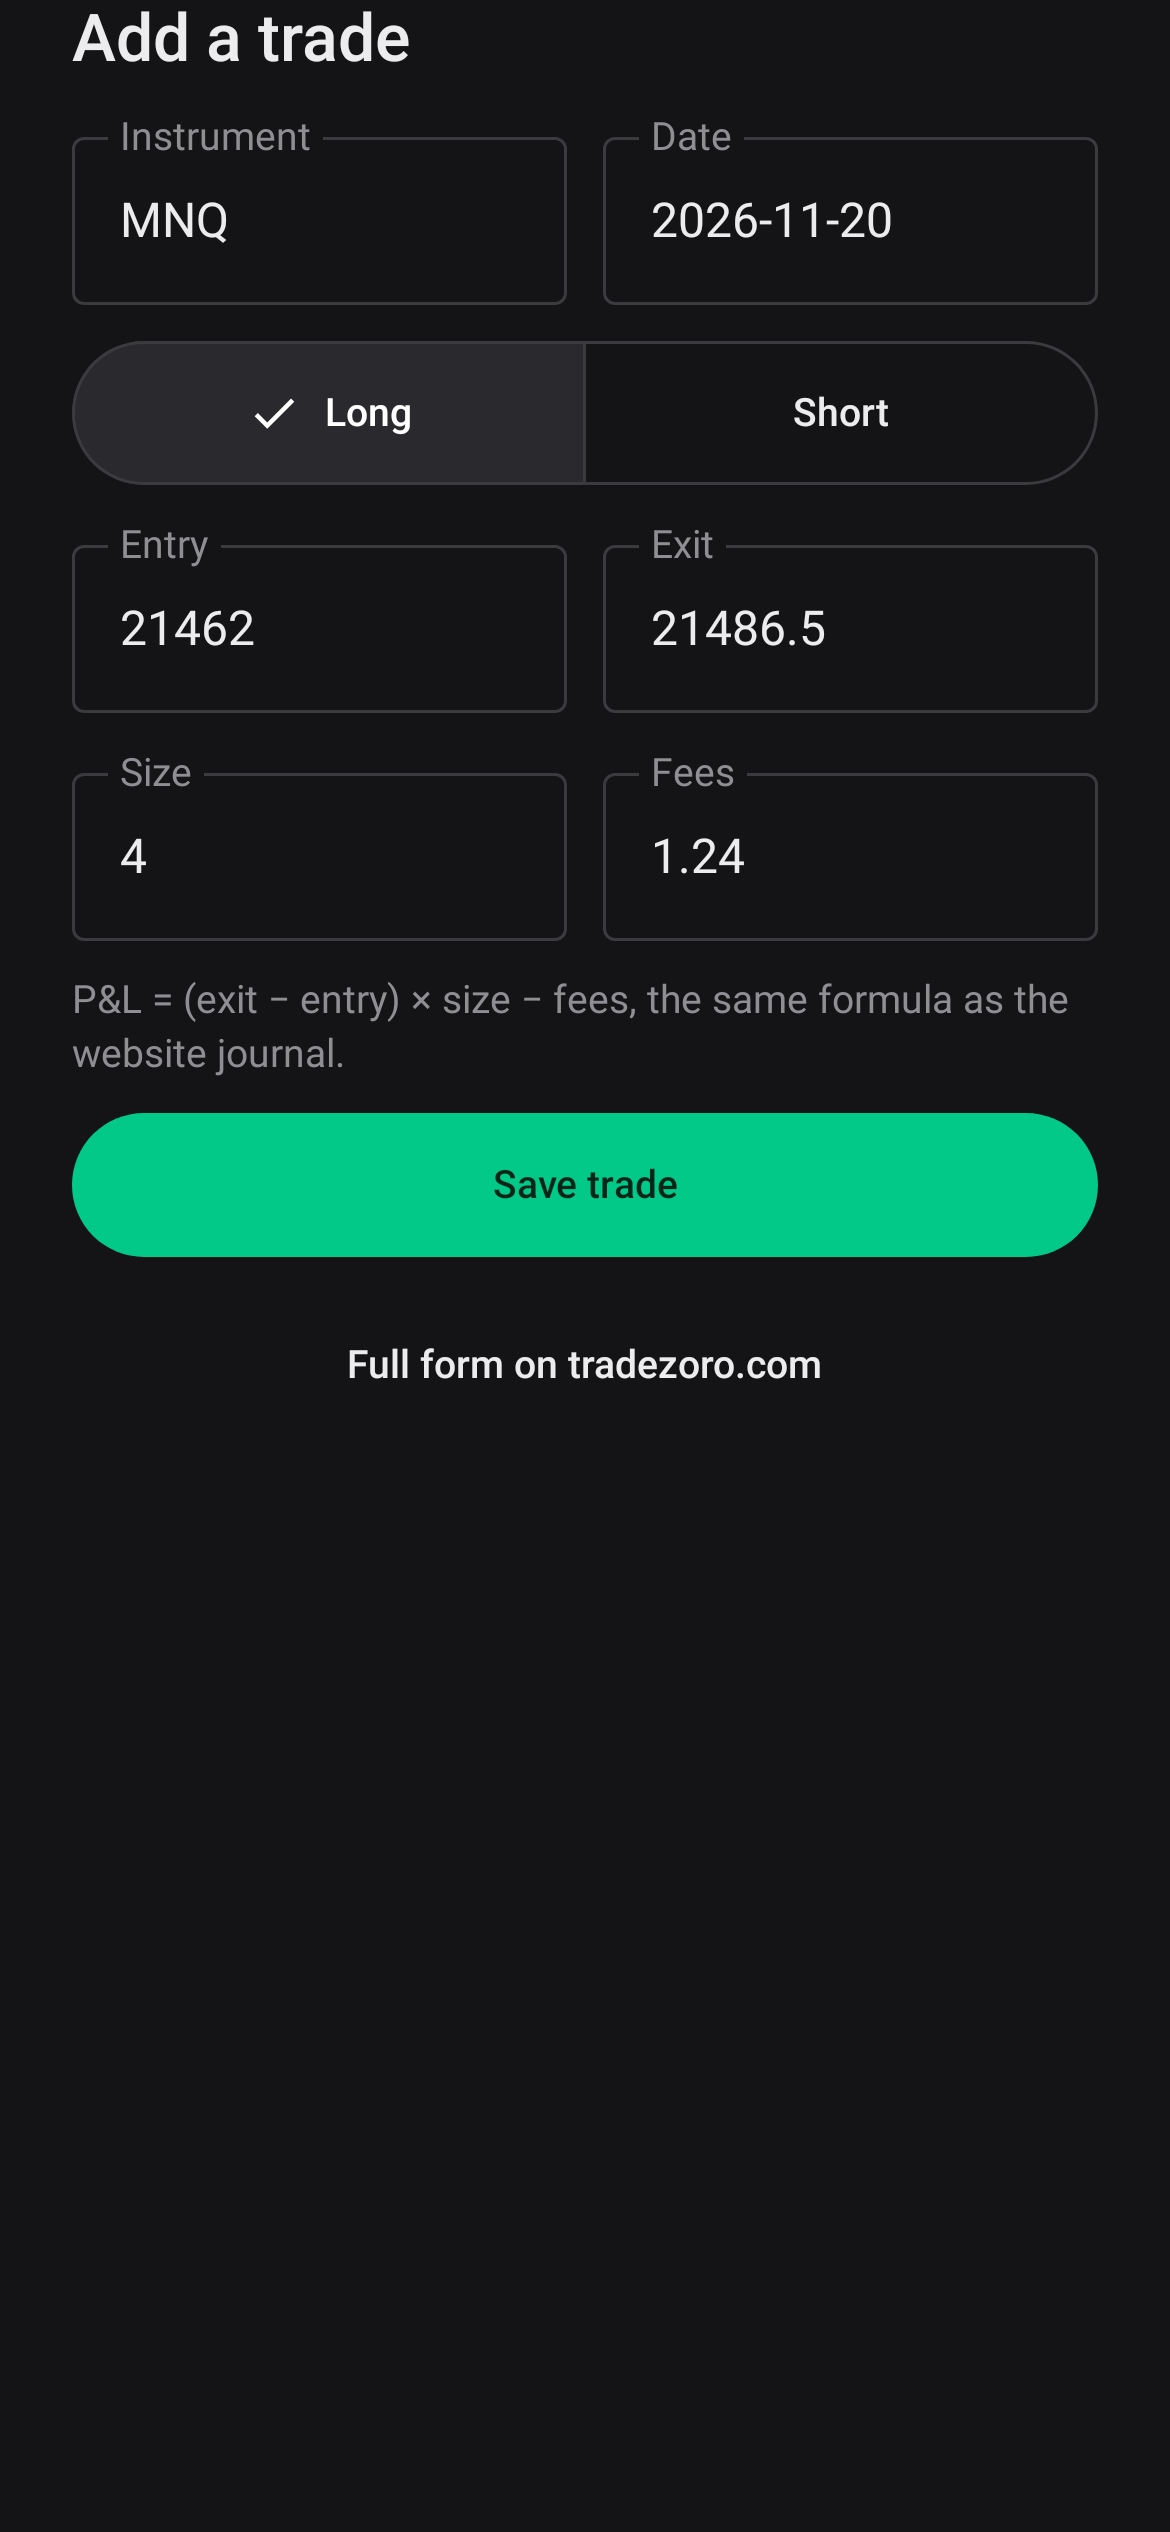 Add a trade
Instrument
Date
MNQ
2026-11-20
Long
Short
Entry
Exit
21462
21486.5
Size
Fees
4
1.24
P&L = (exit − entry) × size − fees, the same formula as the
website journal.
Save trade
Full form on tradezoro.com